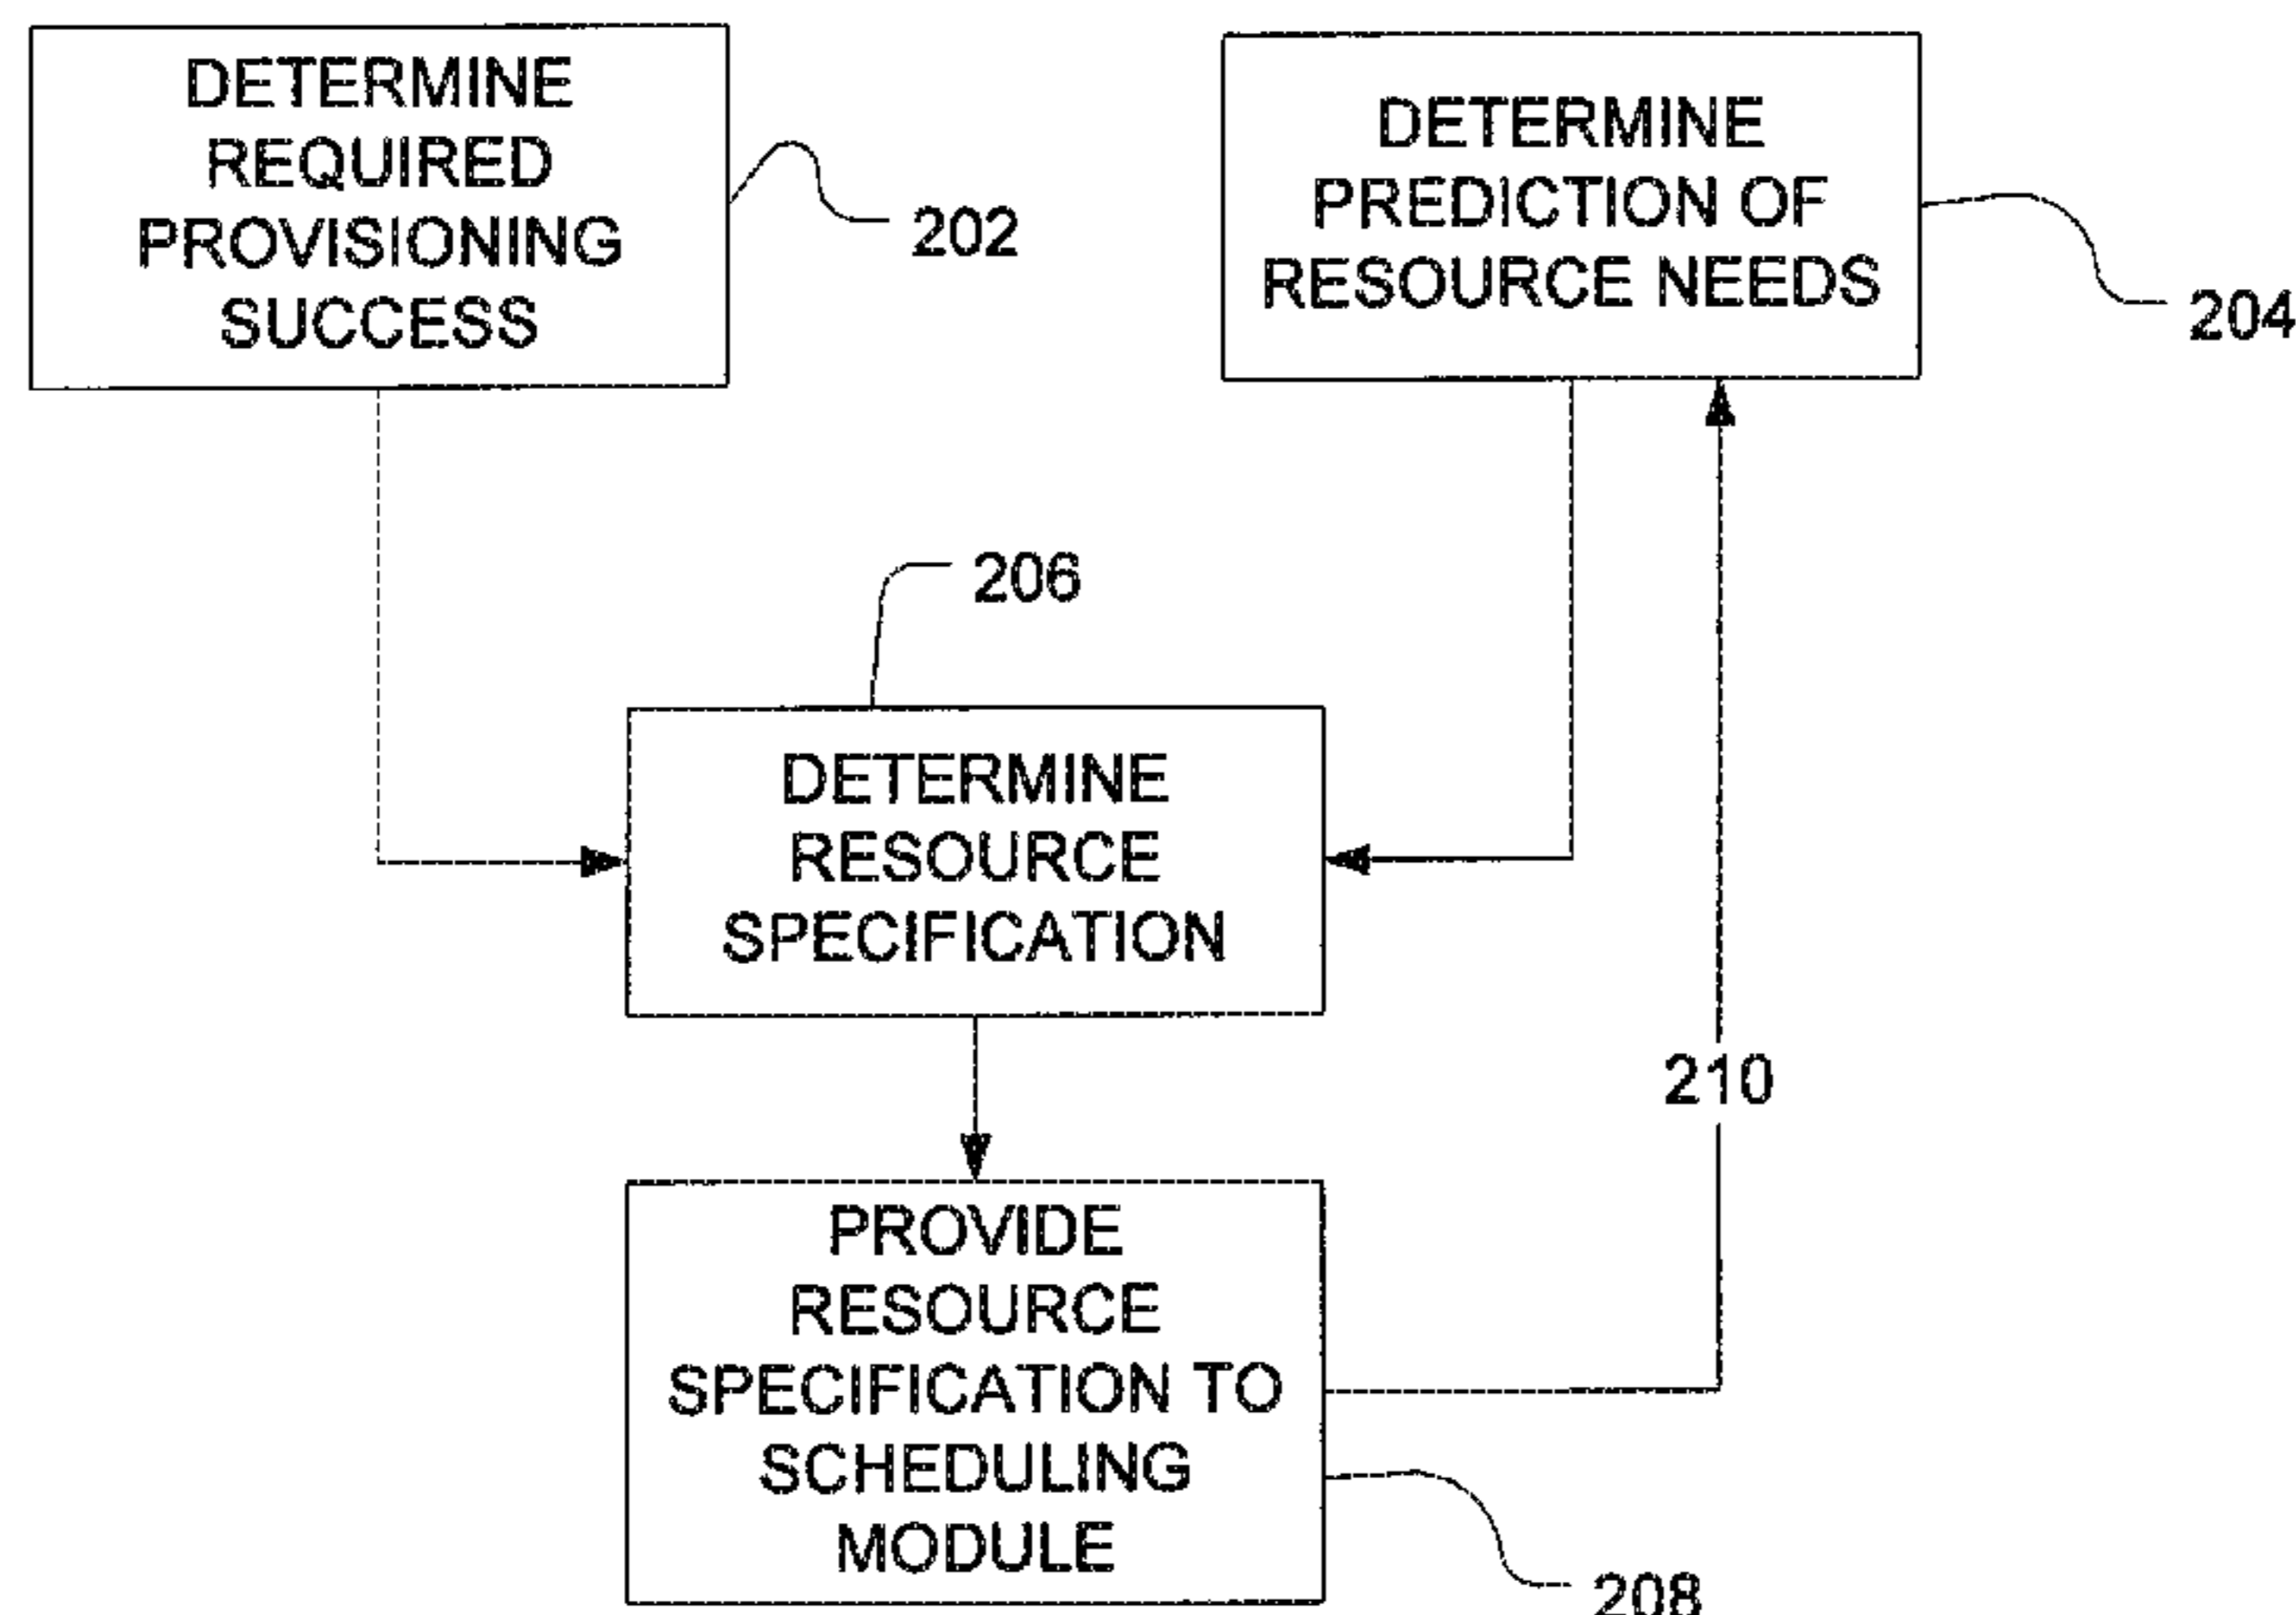 DETERMINE
REQUIRED
PROVISIONING
SUCCESS
202
DETERMINE
PREDICTION OF
RESOURCE NEEDS
204
206
DETERMINE
RESOURCE
SPECIFICATION
210
PROVIDE
RESOURCE
SPECIFICATION TO
SCHEDULING
MODULE
208